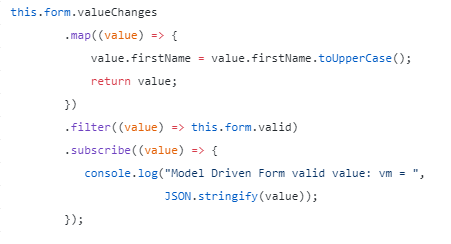 this.form.valueChanges
        .map((value) => {
            value.firstName = value.firstName.toUpperCase();
            return value;
        })
        .filter((value) => this.form.valid)
        .subscribe((value) => {
           console.log("Model Driven Form valid value: vm = ",
                       JSON.stringify(value));
        });